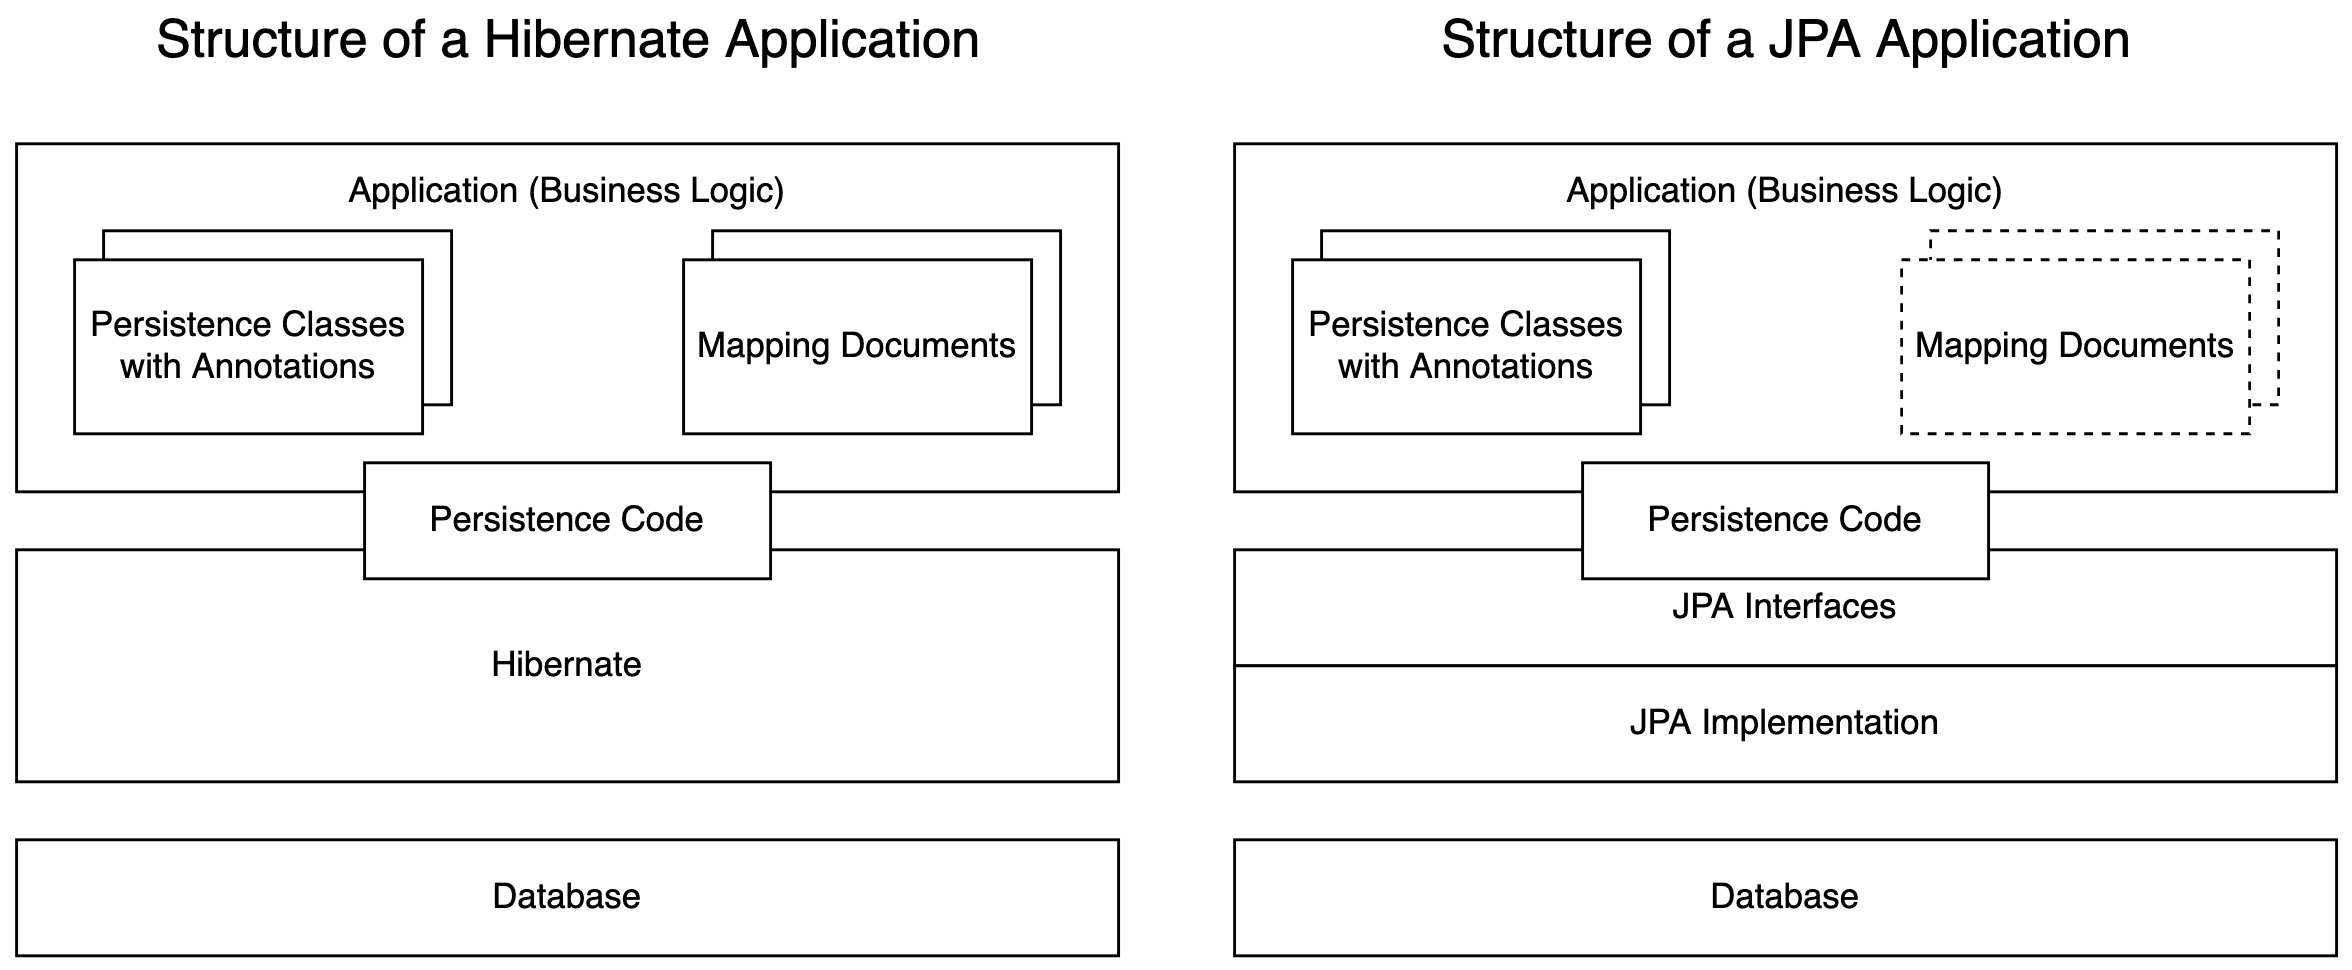 Structure of a Hibernate Application
Application (Business Logic)
Persistence Classes
with Annotations
Mapping Documents
Persistence Code
Hibernate
Database
Structure of a JPA Application
Application (Business Logic)
Persistence Classes
with Annotations
Mapping Documents
Persistence Code
JPA Interfaces
JPA Implementation
Database